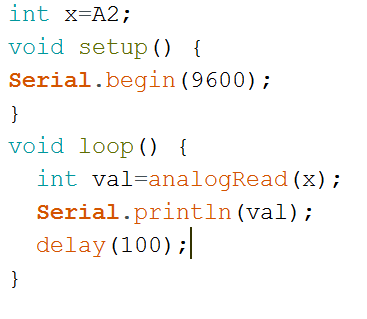 int x=A2;
void setup() {
Serial.begin(9600);
}
void loop() {
  int val=analogRead(x);
  Serial.println(val);
  delay(100);
}